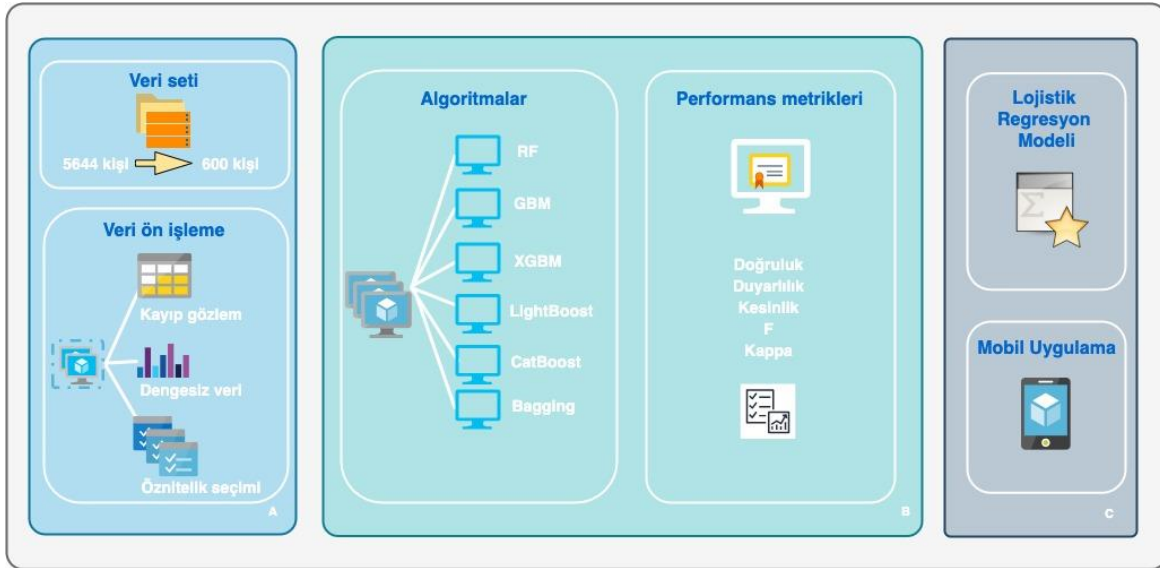 Veri seti
5644 kişi
600 kişi
Veri ön işleme
Kayıp gözlem
Dengesiz veri
Öznitelik seçimi
A
Algoritmalar
RF
GBM
XGBM
LightBoost
CatBoost
Bagging
Performans metrikleri
Doğruluk
Duyarlılık
Kesinlik
F
Kappa
B
Lojistik
Regresyon
Modeli
Σ
Mobil Uygulama
C